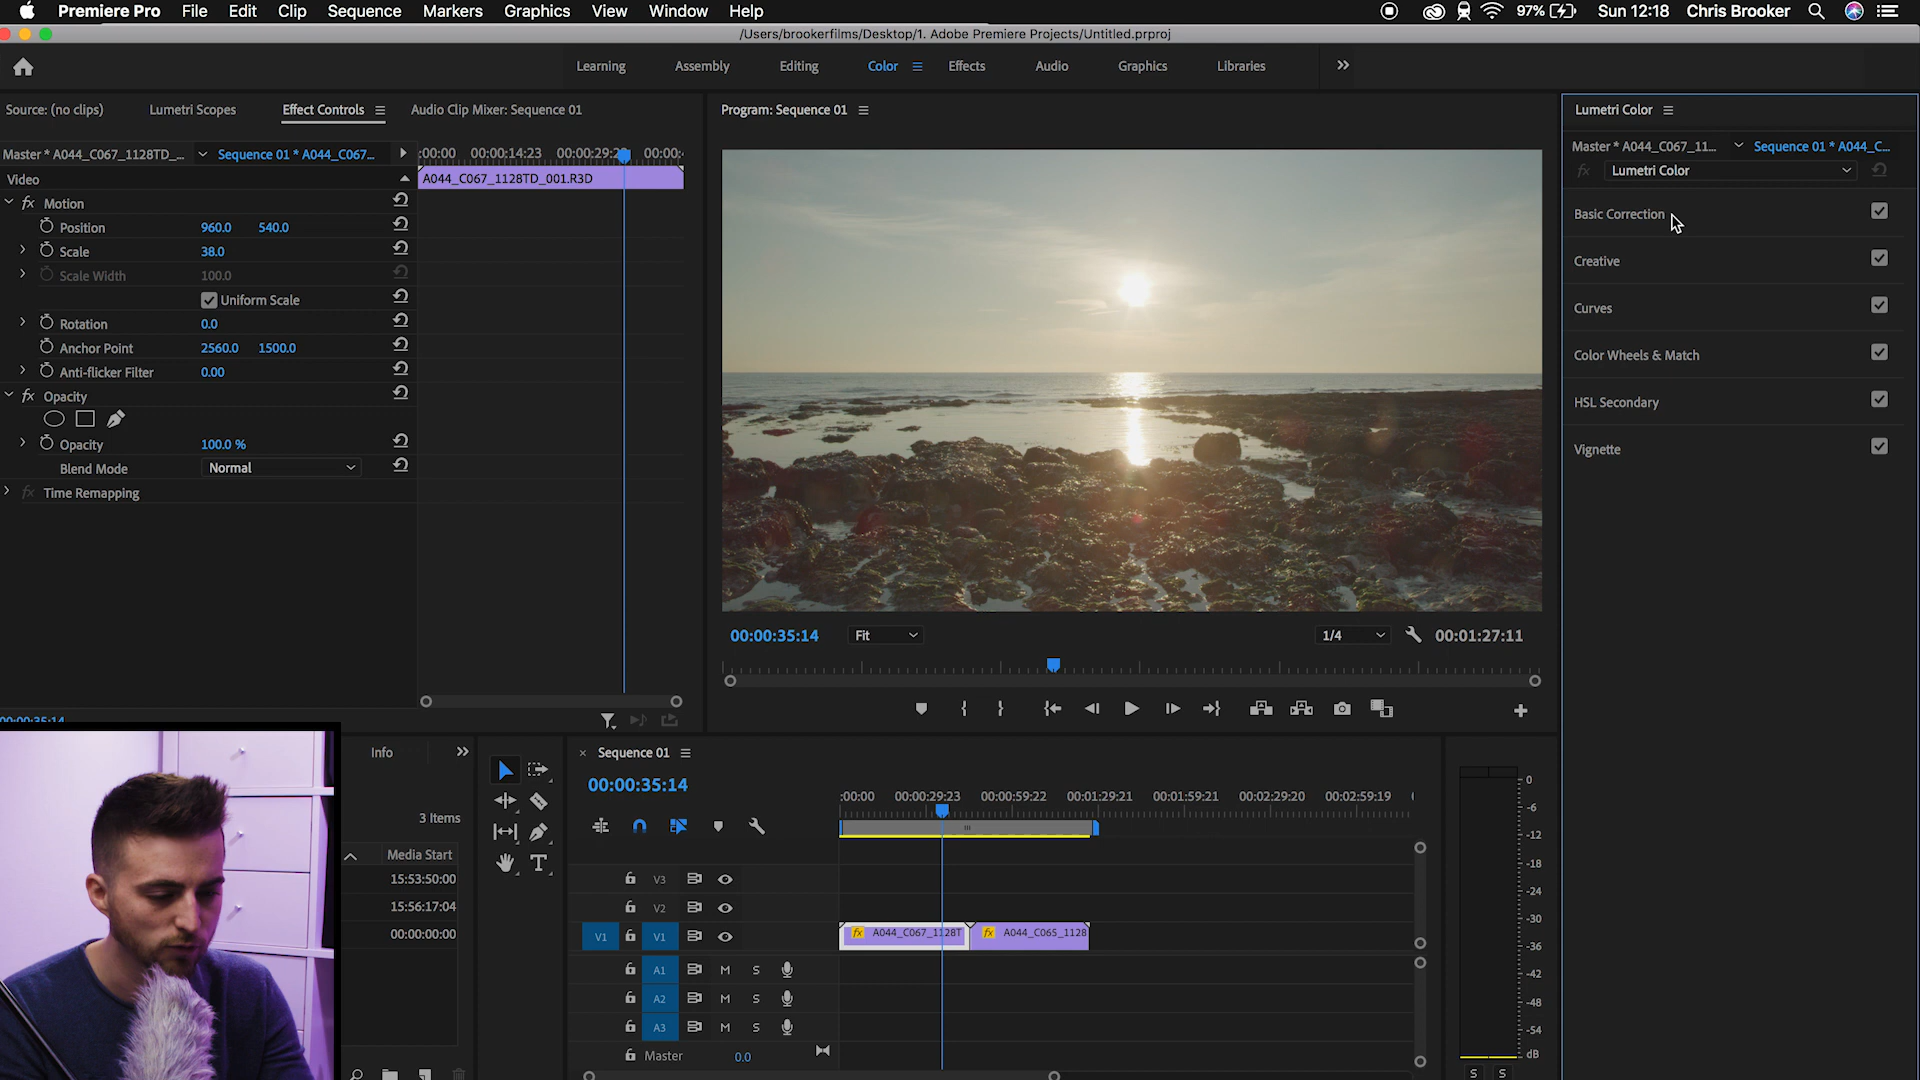 Premiere Pro File Edit Clip Sequence Markers Graphics View Window Help 97% Sun 12:18 Chris Brooker
/Users/brookerfilms/Desktop/1. Adobe Premiere Projects/Untitled.prproj
Learning Assembly Editing Color Effects Audio Graphics Libraries
Source: (no clips) Lumetri Scopes Effect Controls Audio Clip Mixer: Sequence 01
Program: Sequence 01
Lumetri Color
Master * A044_C067_1128TD_... Sequence 01 * A044_C067...
:00:00 00:00:14:23 00:00:29:2 00:00:
Master * A044_C067_11... Sequence 01 * A044_C...
fx Lumetri Color
Video
A044_C067_1128TD_001.R3D
fx Motion
Position 960.0 540.0
Scale 38.0
Scale Width 100.0
Uniform Scale
Rotation 0.0
Anchor Point 2560.0 1500.0
Anti-flicker Filter 0.00
fx Opacity
Opacity 100.0 %
Blend Mode Normal
fx Time Remapping
Basic Correction
Creative
Curves
Color Wheels & Match
HSL Secondary
Vignette
00:00:35:14 Fit 1/4 00:01:27:11
00:00:35:14
Info
3 Items
Media Start
15:53:50:00
15:56:17:04
00:00:00:00
T
× Sequence 01
00:00:35:14
:00:00 00:00:29:23 00:00:59:22 00:01:29:21 00:01:59:21 00:02:29:20 00:02:59:19
V3
V2
V1 V1 fx A044_C067_1128T fx A044_C065_1128
A1 M S
A2 M S
A3 M S
Master 0.0
0
-6
-12
-18
-24
-30
-36
-42
-48
-54
dB
S S